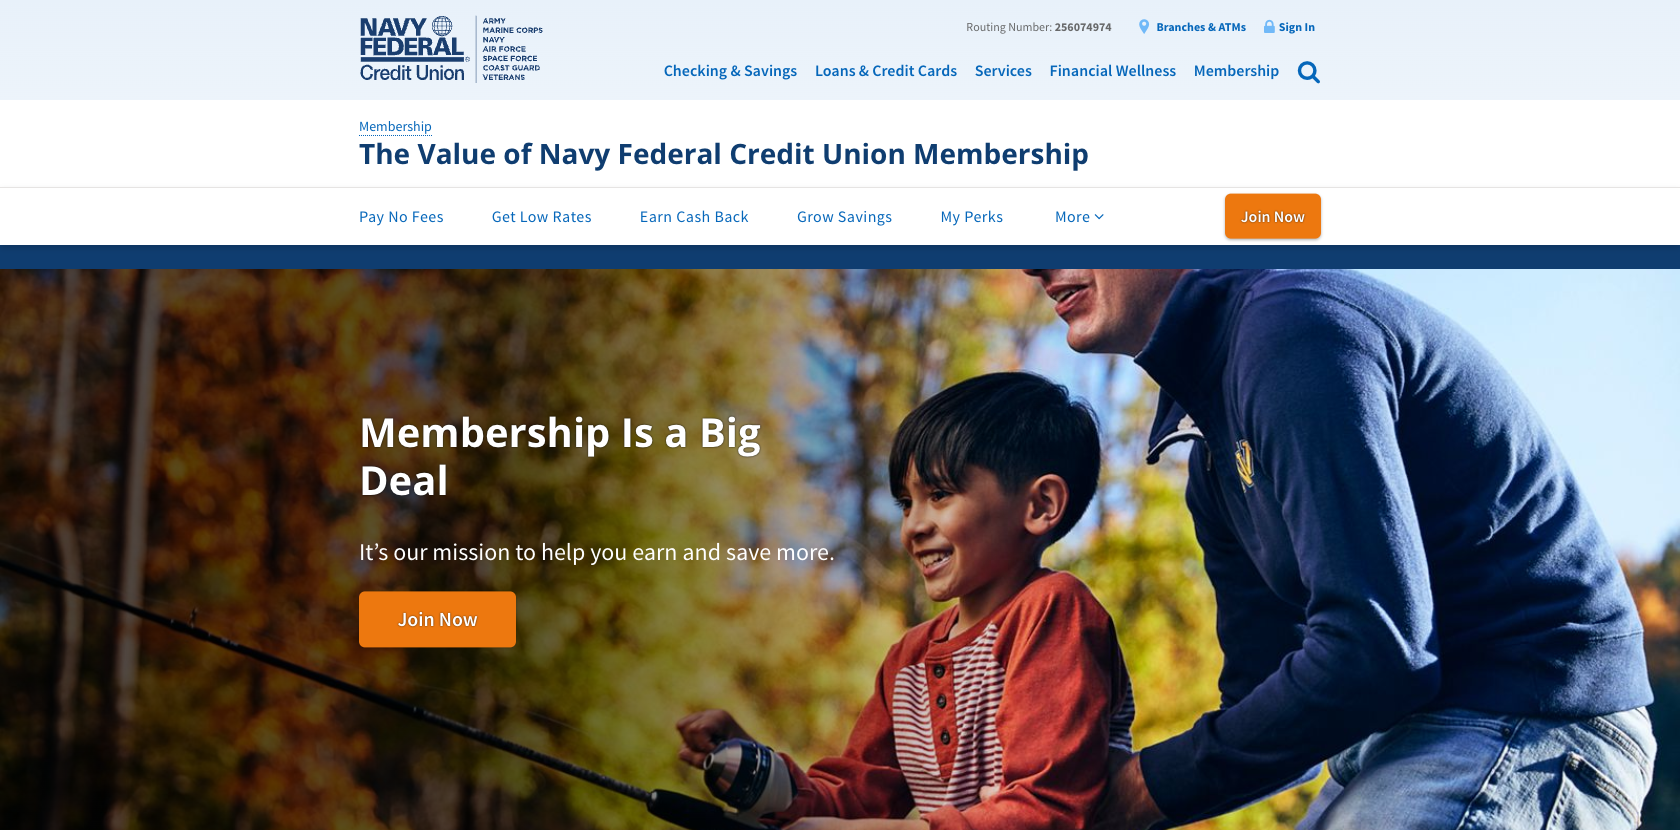 NAVY
FEDERAL
Credit Union
ARMY
MARINE CORPS
NAVY
AIR FORCE
SPACE FORCE
COAST GUARD
VETERANS
Routing Number: 256074974
Branches & ATMs
Sign In
Checking & Savings
Loans & Credit Cards
Services
Financial Wellness
Membership
Membership
The Value of Navy Federal Credit Union Membership
Pay No Fees
Get Low Rates
Earn Cash Back
Grow Savings
My Perks
More
Join Now
Membership Is a Big
Deal
It’s our mission to help you earn and save more.
Join Now
N